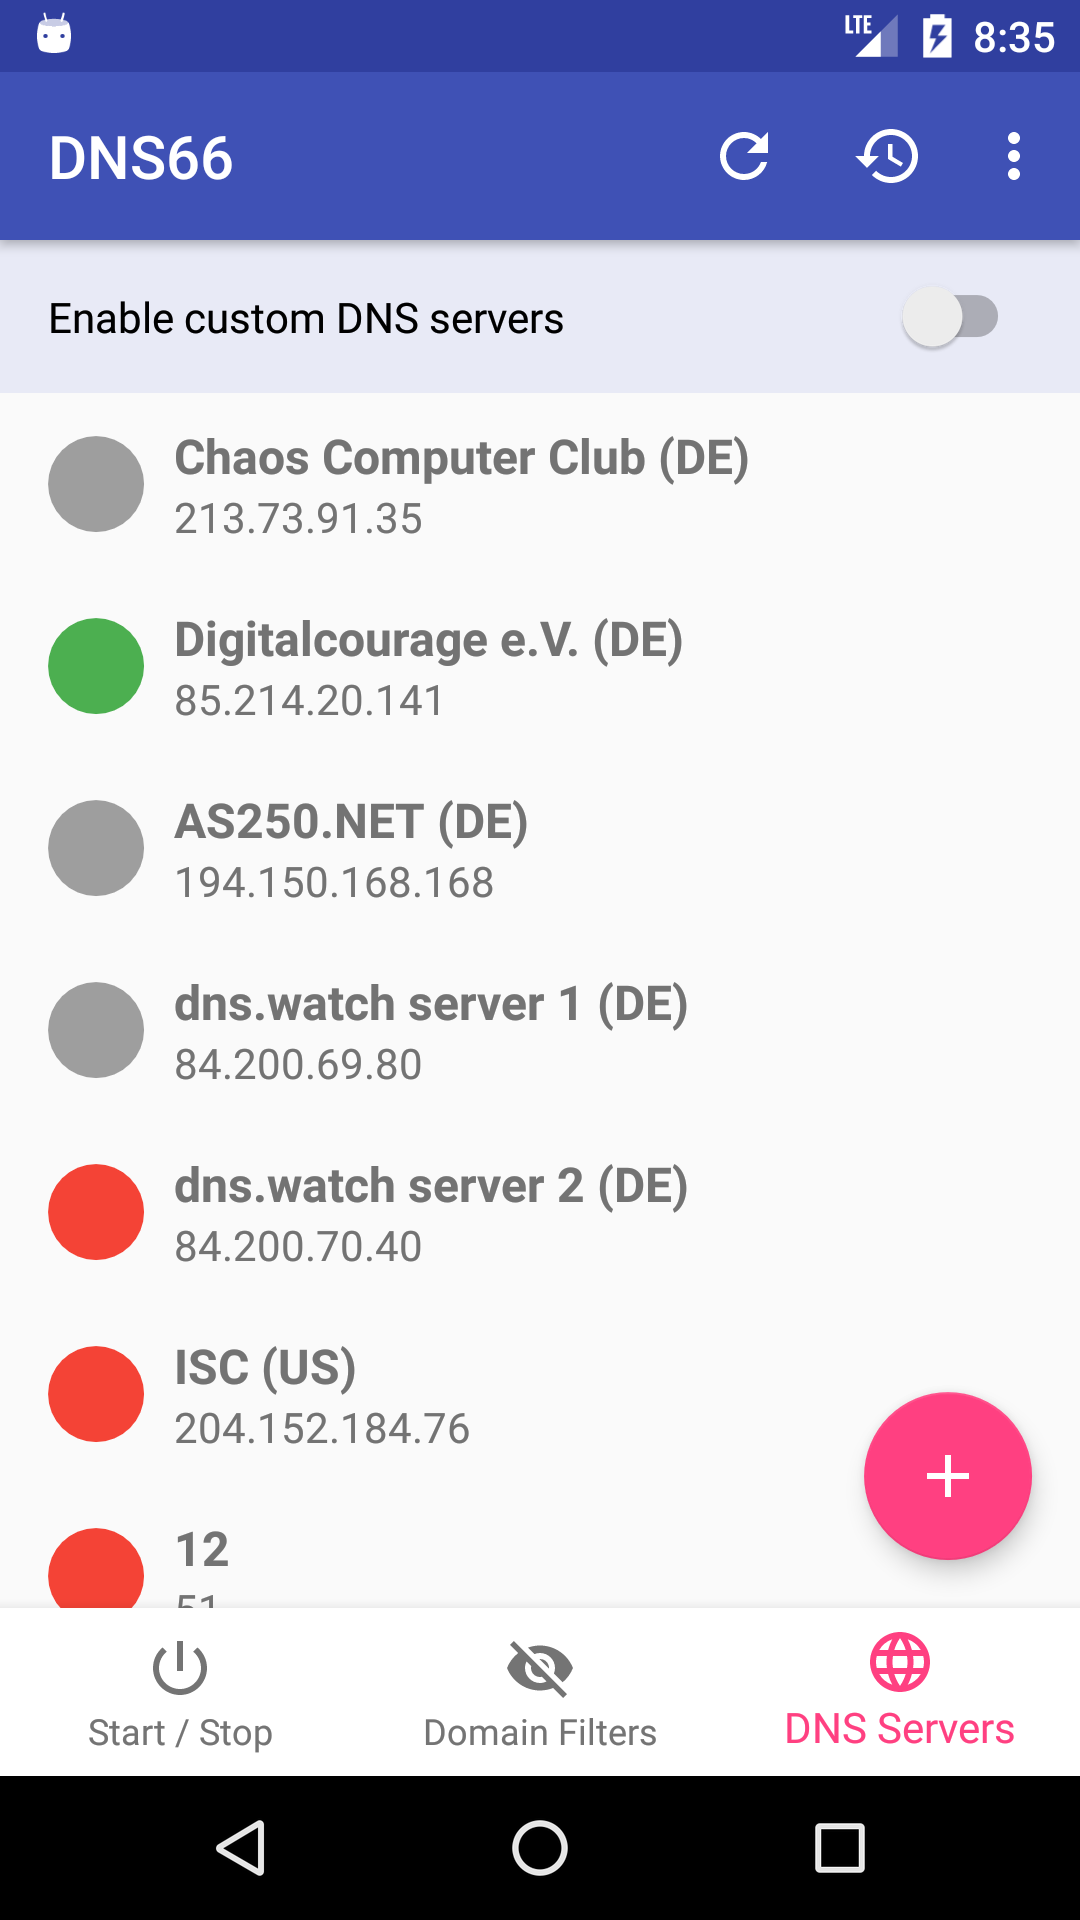 LTE 8:35
DNS66
Enable custom DNS servers
Chaos Computer Club (DE)
213.73.91.35
Digitalcourage e.V. (DE)
85.214.20.141
AS250.NET (DE)
194.150.168.168
dns.watch server 1 (DE)
84.200.69.80
dns.watch server 2 (DE)
84.200.70.40
ISC (US)
204.152.184.76
12
51
Start / Stop
Domain Filters
DNS Servers